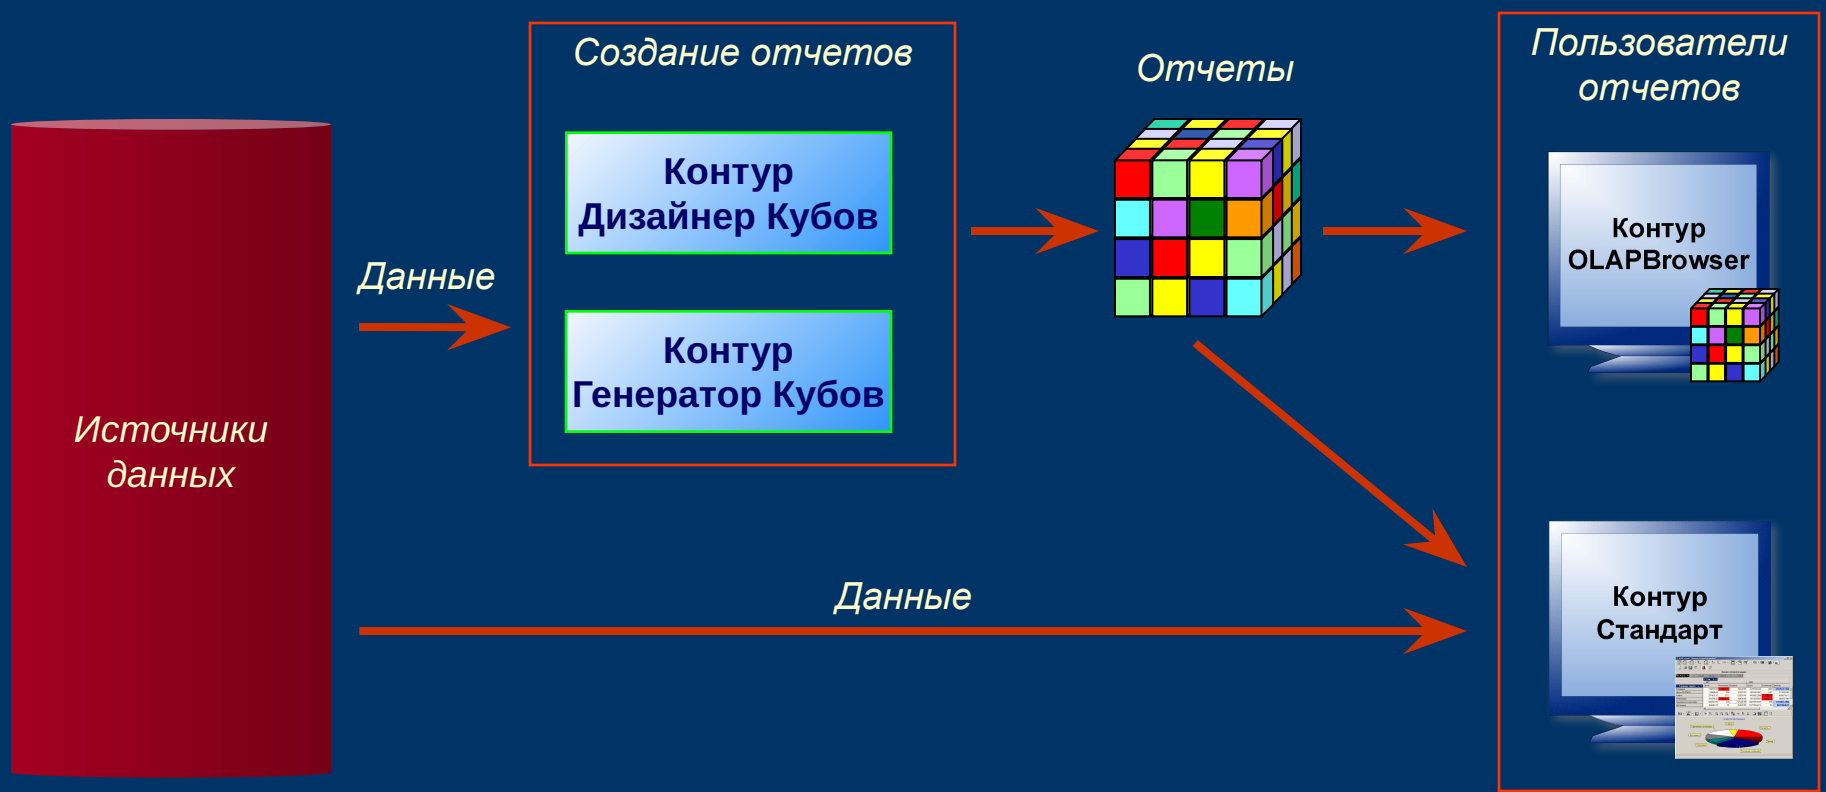 Источники
данных
Данные
Создание отчетов
Контур
Дизайнер Кубов
Контур
Генератор Кубов
Отчеты
Данные
Пользователи
отчетов
Контур
OLAPBrowser
Контур
Стандарт